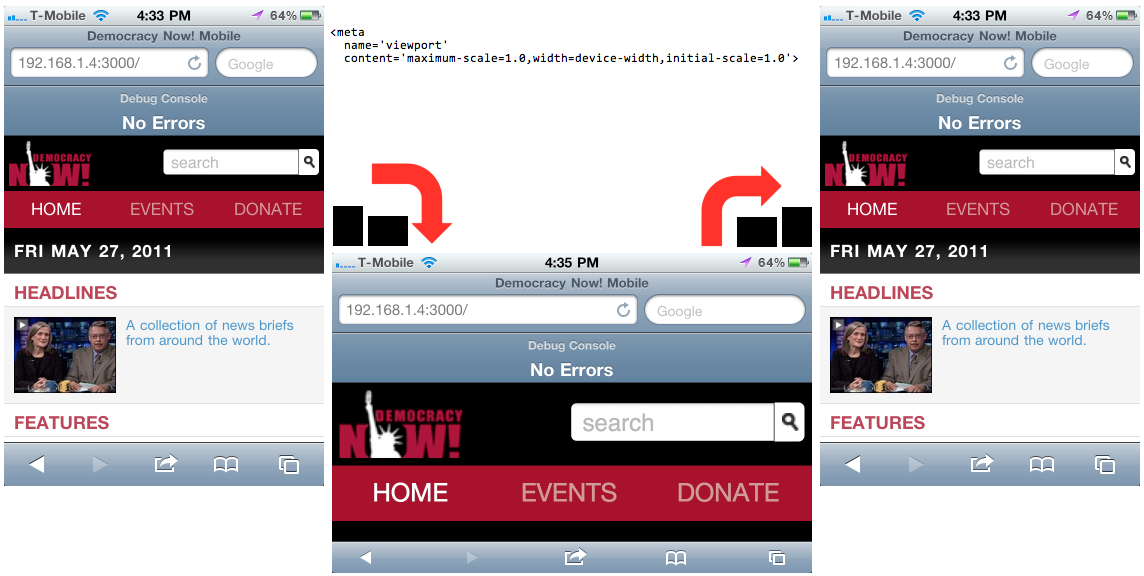 T-Mobile 4:33 PM 64%
Democracy Now! Mobile
192.168.1.4:3000/ Google
Debug Console
No Errors
DEMOCRACY
NOW!
search
HOME EVENTS DONATE
FRI MAY 27, 2011
HEADLINES
A collection of news briefs
from around the world.
FEATURES
<meta
name='viewport'
content='maximum-scale=1.0,width=device-width,initial-scale=1.0'>
T-Mobile 4:35 PM 64%
Democracy Now! Mobile
192.168.1.4:3000/ Google
Debug Console
No Errors
DEMOCRACY
NOW!
search
HOME EVENTS DONATE
T-Mobile 4:33 PM 64%
Democracy Now! Mobile
192.168.1.4:3000/ Google
Debug Console
No Errors
DEMOCRACY
NOW!
search
HOME EVENTS DONATE
FRI MAY 27, 2011
HEADLINES
A collection of news briefs
from around the world.
FEATURES